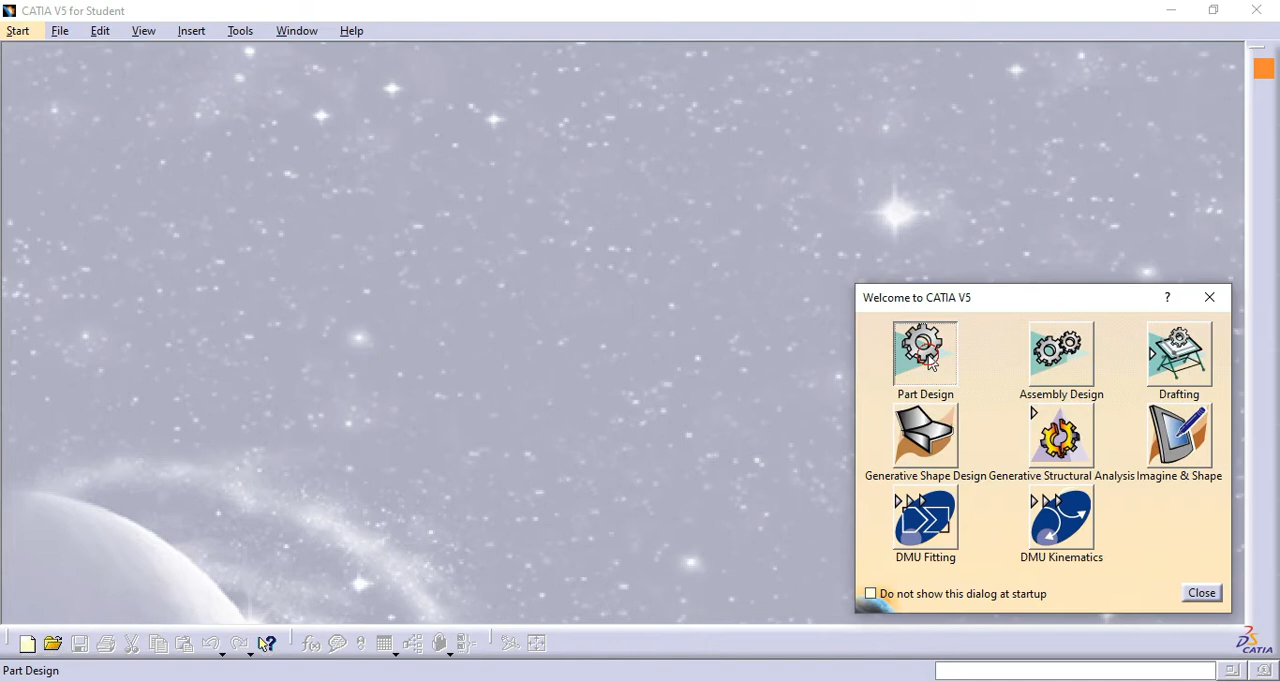 CATIA V5 for Student
Start File Edit View Insert Tools Window Help
Welcome to CATIA V5
Part Design Assembly Design Drafting
Generative Shape Design Generative Structural Analysis Imagine & Shape
DMU Fitting DMU Kinematics
Do not show this dialog at startup Close
CATIA
Part Design